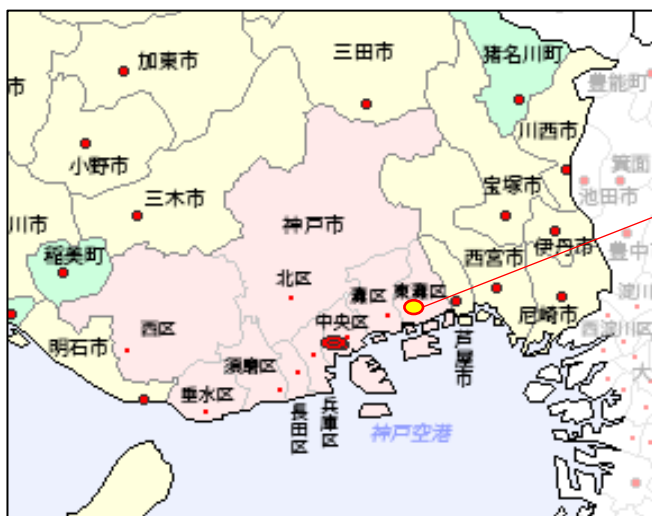 加東市
三田市
猪名川町
豊能町
市
川西市
小野市
箕面
三木市
宝塚市
池田市
川市
神戸市
稲美町
西宮市
伊丹市
豊中市
北区
灘区
東灘区
淀川
西区
中央区
尼崎市
西淀川区
明石市
須磨区
芦屋市
大
垂水区
長田区
兵庫区
神戸空港